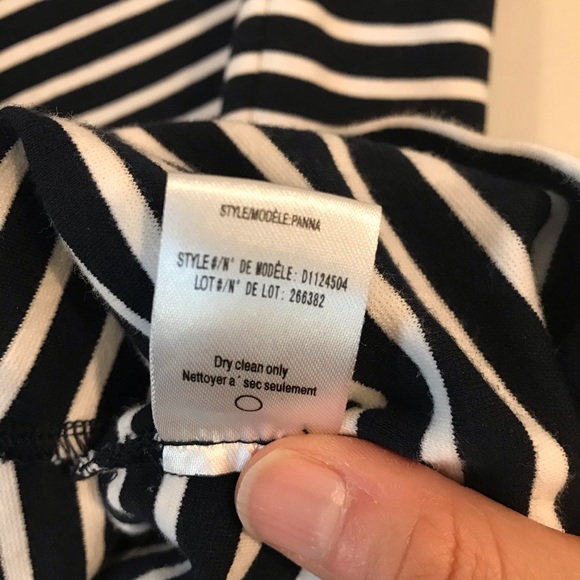 STYLE/MODÈLE:PANNA
STYLE#/N° DE MODÈLE: D1124504
LOT#/N° DE LOT: 266382
Dry clean only
Nettoyer a´ sec seulement